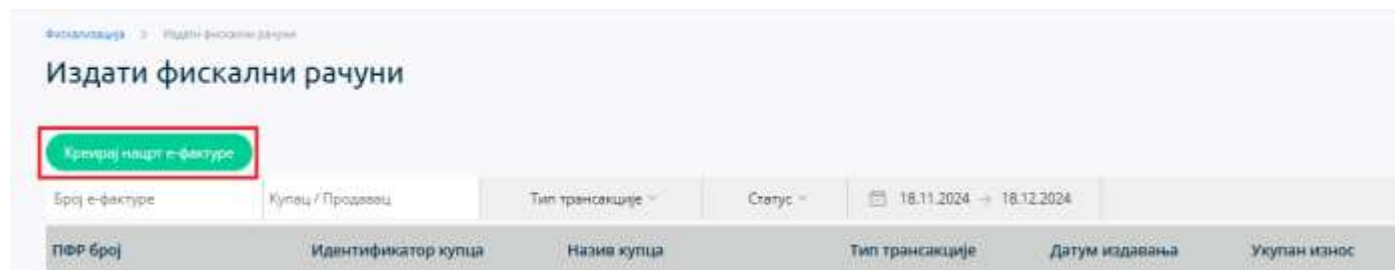 Фискализација > Издати фискални рачуни
Издати фискални рачуни
Креирај нацрт е-фактуре
Број е-фактуре Купац / Продавац Тип трансакције Статус 18.11.2024 → 18.12.2024
ПФР број Идентификатор купца Назив купца Тип трансакције Датум издавања Укупан износ